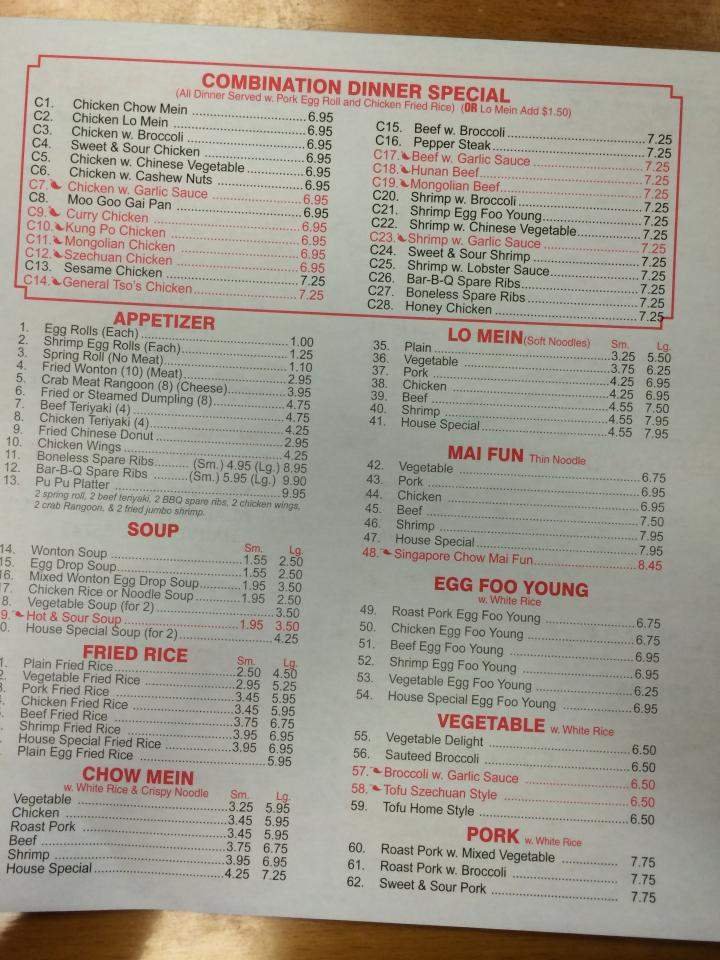 COMBINATION DINNER SPECIAL
(All Dinner Served w. Pork Egg Roll and Chicken Fried Rice) (OR Lo Mein Add $1.50)
C1. Chicken Chow Mein 6.95
C2. Chicken Lo Mein 6.95
C3. Chicken w. Broccoli 6.95
C4. Sweet & Sour Chicken 6.95
C5. Chicken w. Chinese Vegetable 6.95
C6. Chicken w. Cashew Nuts 6.95
C7. Chicken w. Garlic Sauce 6.95
C8. Moo Goo Gai Pan 6.95
C9. Curry Chicken 6.95
C10. Kung Po Chicken 6.95
C11. Mongolian Chicken 6.95
C12. Szechuan Chicken 6.95
C13. Sesame Chicken 7.25
C14. General Tso's Chicken 7.25
C15. Beef w. Broccoli 7.25
C16. Pepper Steak 7.25
C17. Beef w. Garlic Sauce 7.25
C18. Hunan Beef 7.25
C19. Mongolian Beef 7.25
C20. Shrimp w. Broccoli 7.25
C21. Shrimp Egg Foo Young 7.25
C22. Shrimp w. Chinese Vegetable 7.25
C23. Shrimp w. Garlic Sauce 7.25
C24. Sweet & Sour Shrimp 7.25
C25. Shrimp w. Lobster Sauce 7.25
C26. Bar-B-Q Spare Ribs 7.25
C27. Boneless Spare Ribs 7.25
C28. Honey Chicken 7.25
APPETIZER
1. Egg Rolls (Each) 1.00
2. Shrimp Egg Rolls (Each) 1.25
3. Spring Roll (No Meat) 1.10
4. Fried Wonton (10) (Meat) 2.95
5. Crab Meat Rangoon (8) (Cheese) 3.95
6. Fried or Steamed Dumpling (8) 4.75
7. Beef Teriyaki (4) 4.75
8. Chicken Teriyaki (4) 4.25
9. Fried Chinese Donut 2.95
10. Chicken Wings 4.25
11. Boneless Spare Ribs (Sm.) 4.95 (Lg.) 8.95
12. Bar-B-Q Spare Ribs (Sm.) 5.95 (Lg.) 9.90
13. Pu Pu Platter 9.95
2 spring roll, 2 beef teriyaki, 2 BBQ spare ribs, 2 chicken wings,
2 crab Rangoon, & 2 fried jumbo shrimp.
SOUP
Sm. Lg.
14. Wonton Soup 1.55 2.50
15. Egg Drop Soup 1.55 2.50
16. Mixed Wonton Egg Drop Soup 1.95 3.50
17. Chicken Rice or Noodle Soup 1.95 2.50
8. Vegetable Soup (for 2) 3.50
9. Hot & Sour Soup 1.95 3.50
0. House Special Soup (for 2) 4.25
FRIED RICE
Sm. Lg.
1. Plain Fried Rice 2.50 4.50
2. Vegetable Fried Rice 2.95 5.25
3. Pork Fried Rice 3.45 5.95
Chicken Fried Rice 3.45 5.95
Beef Fried Rice 3.75 6.75
Shrimp Fried Rice 3.95 6.95
House Special Fried Rice 3.95 6.95
Plain Egg Fried Rice 5.95
CHOW MEIN
w. White Rice & Crispy Noodle Sm. Lg.
Vegetable 3.25 5.95
Chicken 3.45 5.95
Roast Pork 3.45 5.95
Beef 3.75 6.75
Shrimp 3.95 6.95
House Special 4.25 7.25
LO MEIN (Soft Noodles) Sm. Lg.
35. Plain 3.25 5.50
36. Vegetable 3.75 6.25
37. Pork 4.25 6.95
38. Chicken 4.25 6.95
39. Beef 4.55 7.50
40. Shrimp 4.55 7.95
41. House Special 4.55 7.95
MAI FUN Thin Noodle
42. Vegetable 6.75
43. Pork 6.95
44. Chicken 6.95
45. Beef 7.50
46. Shrimp 7.95
47. House Special 7.95
48. Singapore Chow Mai Fun 8.45
EGG FOO YOUNG
w. White Rice
49. Roast Pork Egg Foo Young 6.75
50. Chicken Egg Foo Young 6.75
51. Beef Egg Foo Young 6.95
52. Shrimp Egg Foo Young 6.95
53. Vegetable Egg Foo Young 6.25
54. House Special Egg Foo Young 6.95
VEGETABLE w. White Rice
55. Vegetable Delight 6.50
56. Sauteed Broccoli 6.50
57. Broccoli w. Garlic Sauce 6.50
58. Tofu Szechuan Style 6.50
59. Tofu Home Style 6.50
PORK w. White Rice
60. Roast Pork w. Mixed Vegetable 7.75
61. Roast Pork w. Broccoli 7.75
62. Sweet & Sour Pork 7.75